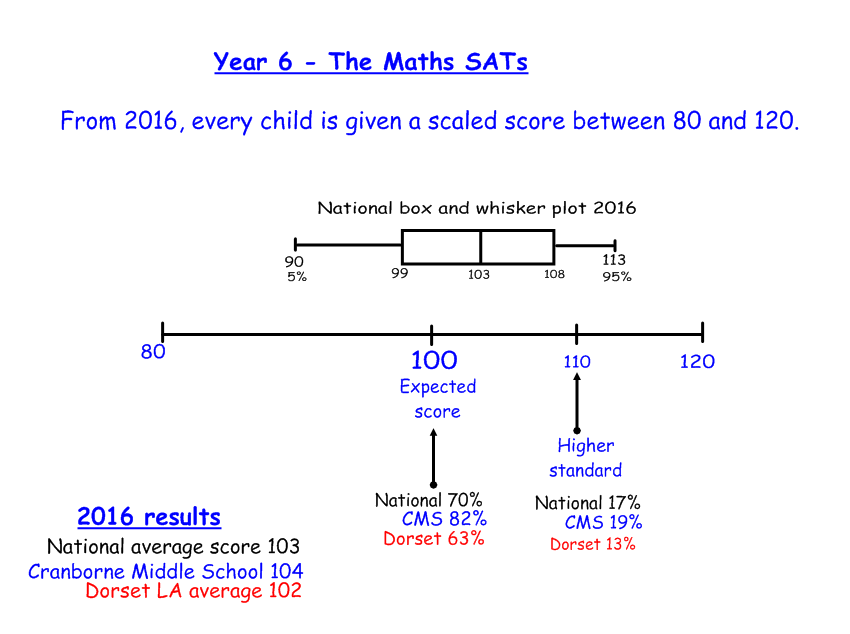 Year 6 - The Maths SATs
From 2016, every child is given a scaled score between 80 and 120.
National box and whisker plot 2016
90
5%
99
103
108
113
95%
80
100
110
120
Expected
score
Higher
standard
National 70%
CMS 82%
Dorset 63%
National 17%
CMS 19%
Dorset 13%
2016 results
National average score 103
Cranborne Middle School 104
Dorset LA average 102